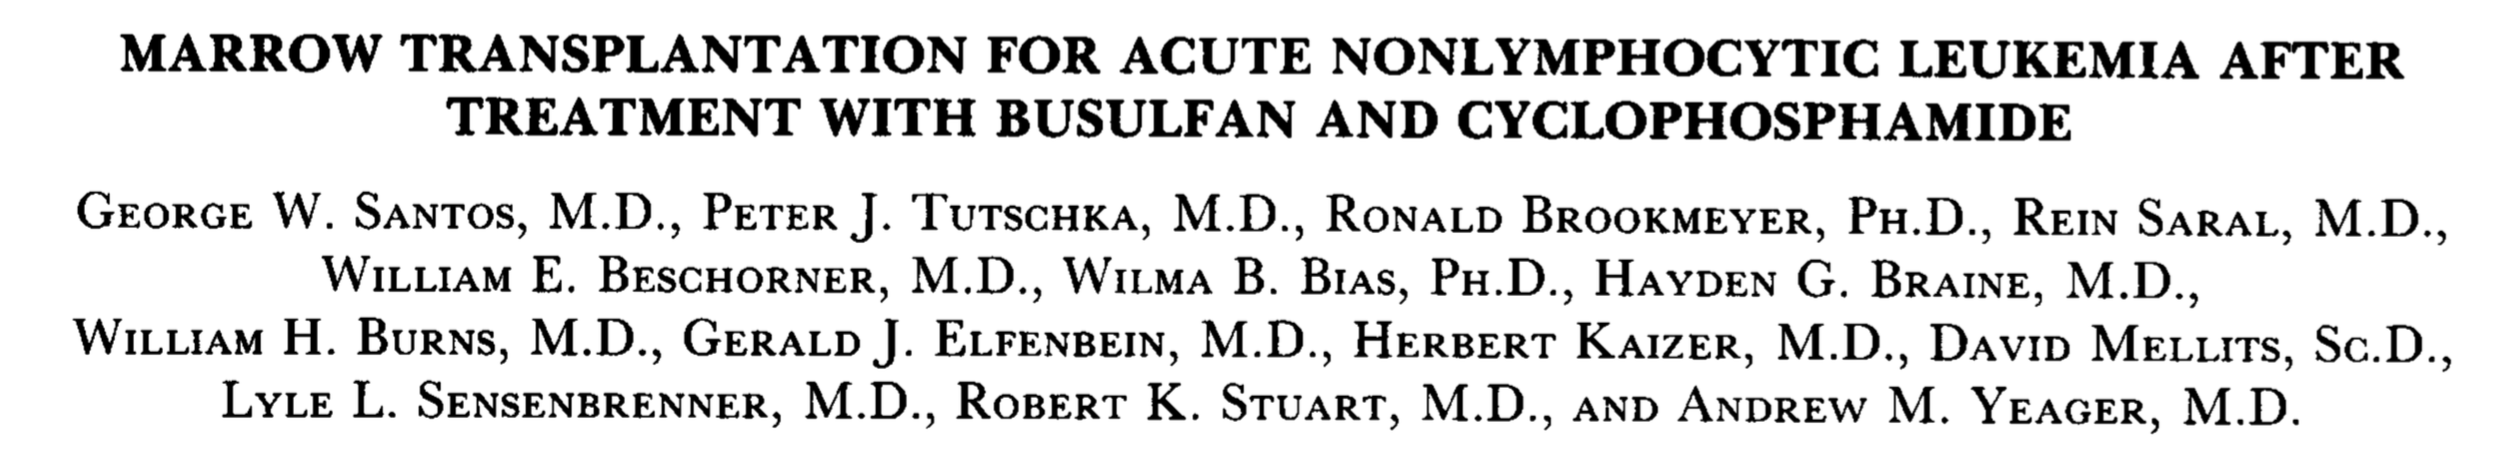 MARROW TRANSPLANTATION FOR ACUTE NONLYMPHOCYTIC LEUKEMIA AFTER
TREATMENT WITH BUSULFAN AND CYCLOPHOSPHAMIDE
GEORGE W. SANTOS, M.D., PETER J. TUTSCHKA, M.D., RONALD BROOKMEYER, PH.D., REIN SARAL, M.D.,
WILLIAM E. BESCHORNER, M.D., WILMA B. BIAS, PH.D., HAYDEN G. BRAINE, M.D.,
WILLIAM H. BURNS, M.D., GERALD J. ELFENBEIN, M.D., HERBERT KAIZER, M.D., DAVID MELLITS, SC.D.,
LYLE L. SENSENBRENNER, M.D., ROBERT K. STUART, M.D., AND ANDREW M. YEAGER, M.D.